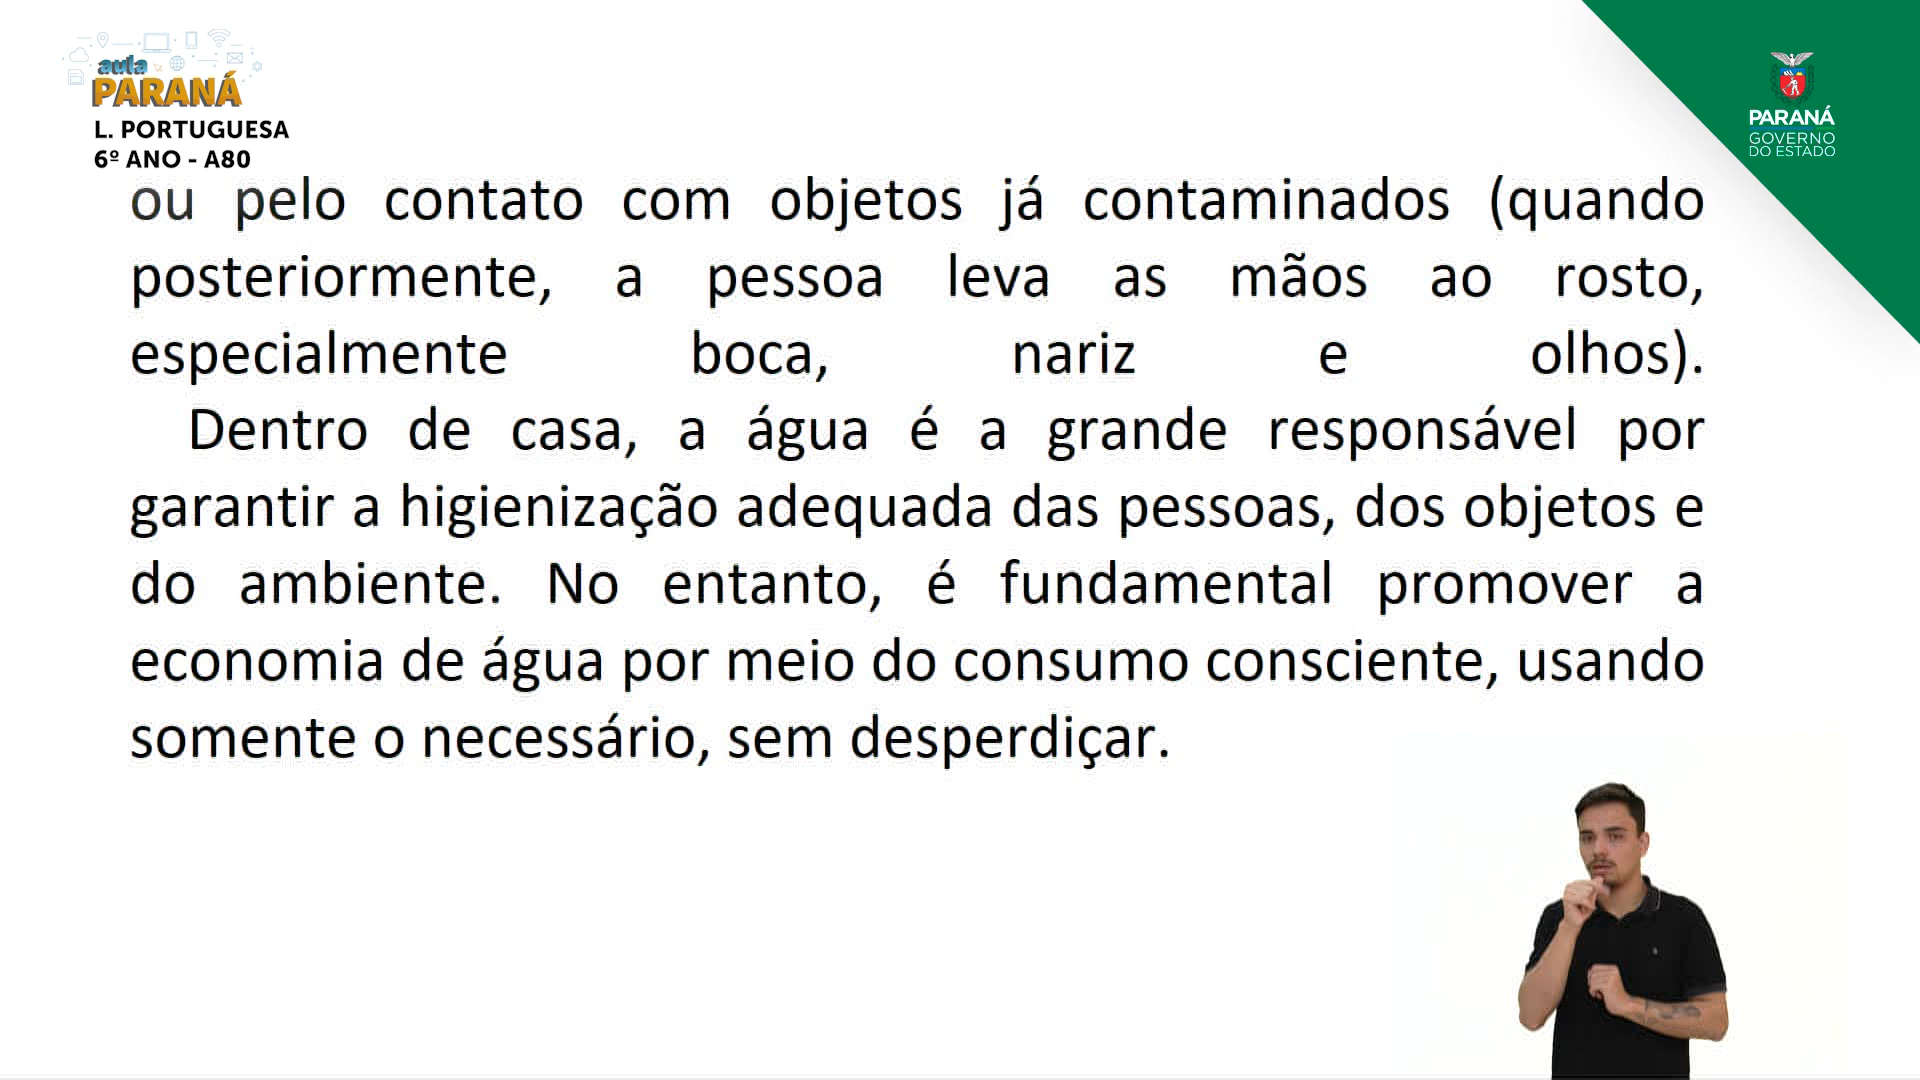 aula
PARANÁ
L. PORTUGUESA
6º ANO - A80
PARANÁ
GOVERNO
DO ESTADO
ou pelo contato com objetos já contaminados (quando
posteriormente, a pessoa leva as mãos ao rosto,
especialmente boca, nariz e olhos).
Dentro de casa, a água é a grande responsável por
garantir a higienização adequada das pessoas, dos objetos e
do ambiente. No entanto, é fundamental promover a
economia de água por meio do consumo consciente, usando
somente o necessário, sem desperdiçar.